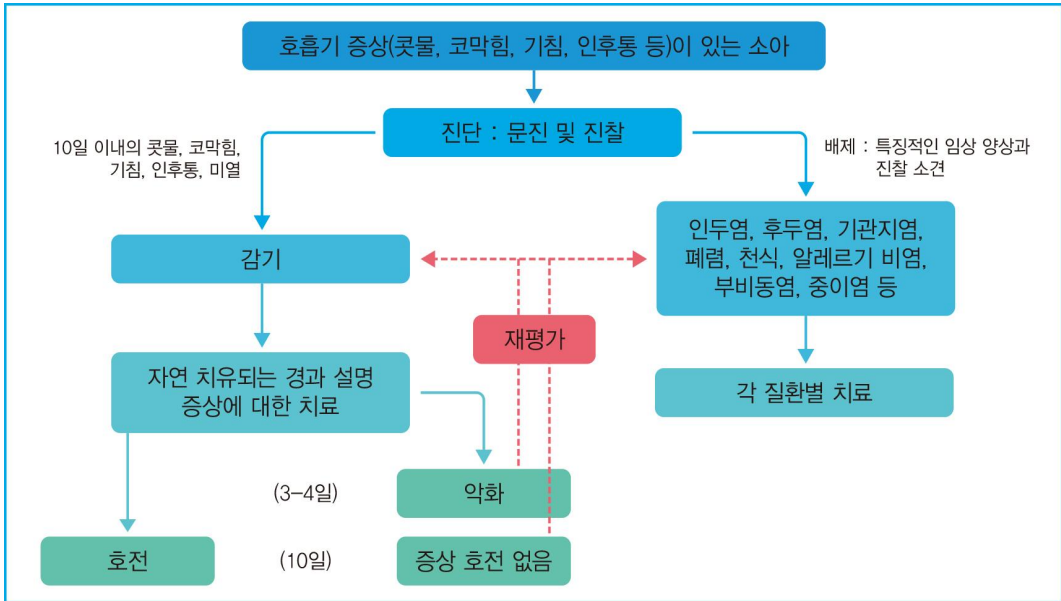 호흡기 증상(콧물, 코막힘, 기침, 인후통 등)이 있는 소아
진단 : 문진 및 진찰
10일 이내의 콧물, 코막힘,
기침, 인후통, 미열
배제 : 특징적인 임상 양상과
진찰 소견
감기
인두염, 후두염, 기관지염,
폐렴, 천식, 알레르기 비염,
부비동염, 중이염 등
재평가
자연 치유되는 경과 설명
증상에 대한 치료
각 질환별 치료
(3-4일)
악화
호전
(10일)
증상 호전 없음